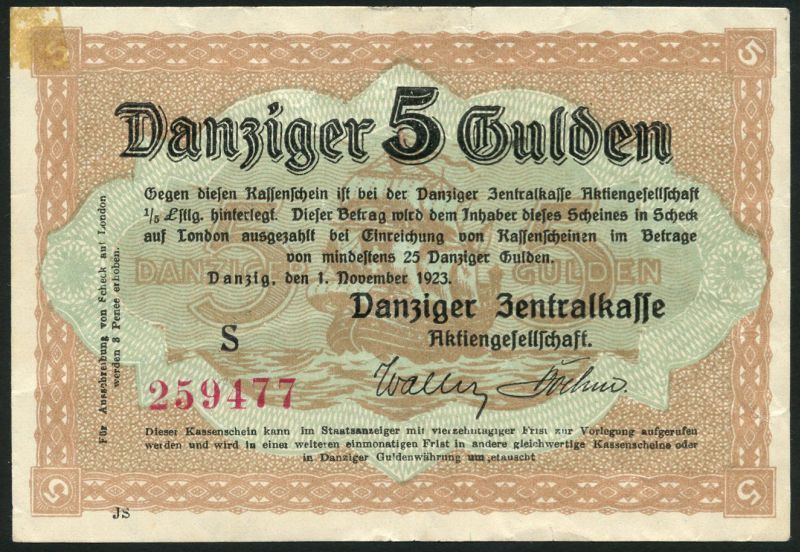 5
5
Danziger 5 Gulden
Gegen diesen Kassenschein ist bei der Danziger Zentralkasse Aktiengesellschaft
1/5 £stlg. hinterlegt. Dieser Betrag wird dem Inhaber dieses Scheines in Scheck
auf London ausgezahlt bei Einreichung von Kassenscheinen im Betrage
von mindestens 25 Danziger Gulden.
DANZIG GULDEN
Danzig, den 1. November 1923.
Danziger Zentralkasse
Aktiengesellschaft.
S
259477
Für Ausschreibung von Scheck auf London
werden 3 Pence erhoben.
Dieser Kassenschein kann im Staatsanzeiger mit vierzehntägiger Frist zur Vorlegung aufgerufen
werden und wird in einer weiteren einmonatigen Frist in andere gleichwertige Kassenscheine oder
in Danziger Guldenwährung umgetauscht
5
5
JS